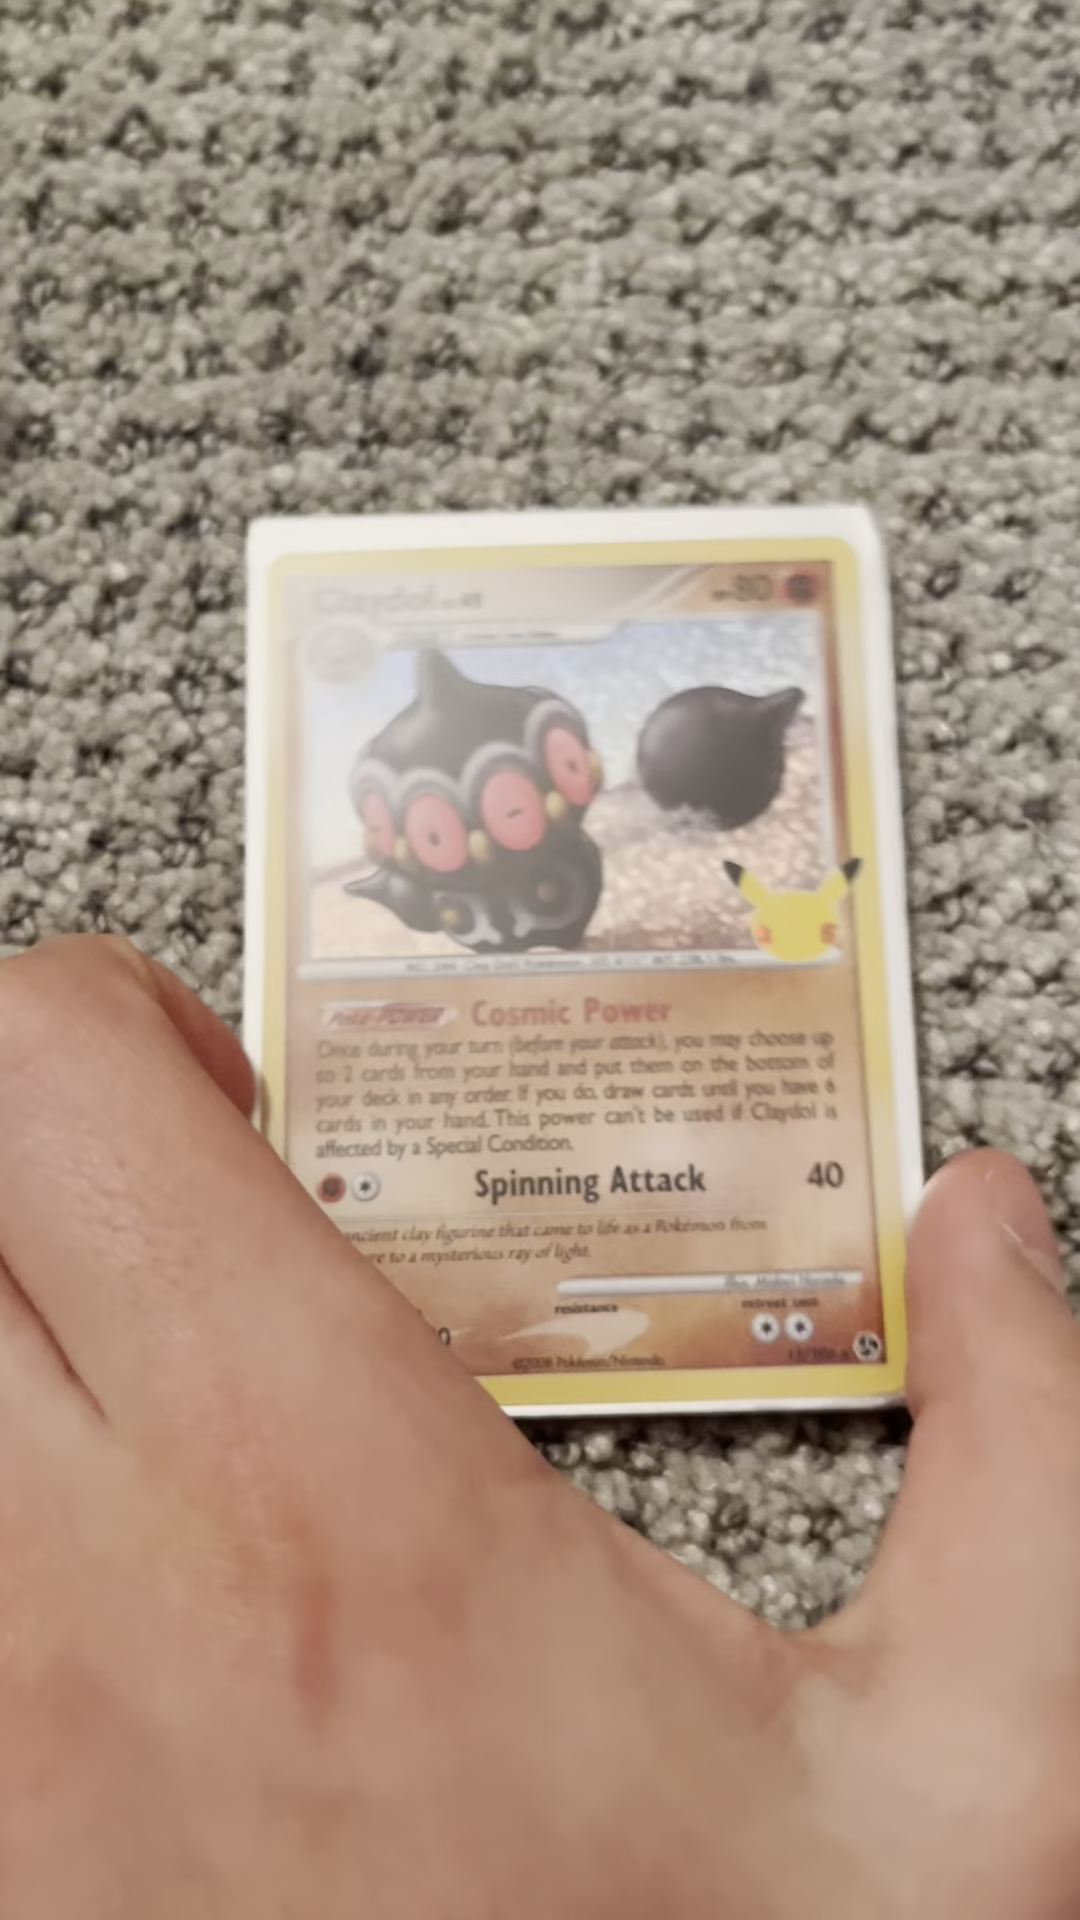 Claydol LV.45 HP 80
POKÉ-POWER Cosmic Power
Once during your turn (before your attack), you may choose up
to 2 cards from your hand and put them on the bottom of
your deck in any order. If you do, draw cards until you have 6
cards in your hand. This power can't be used if Claydol is
affected by a Special Condition.
Spinning Attack 40
ancient clay figurine that came to life as a Pokémon from
to a mysterious ray of light.
resistance retreat cost
©2008 Pokémon/Nintendo